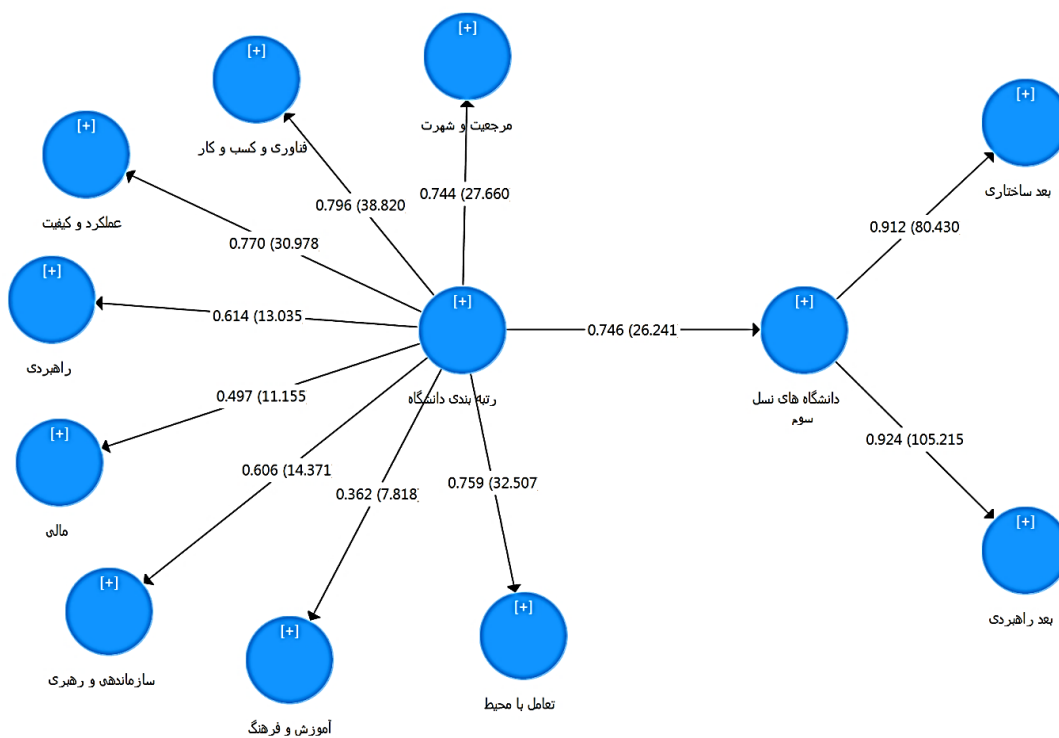 [+]
مرجعیت و شهرت
[+]
فناوری و کسب و کار
[+]
عملکرد و کیفیت
[+]
بعد ساختاری
0.744 (27.660
0.796 (38.820
0.770 (30.978
0.912 (80.430
[+]
راهبردی
0.614 (13.035
[+]
رتبه بندی دانشگاه
0.746 (26.241)
[+]
دانشگاه های نسل
سوم
0.497 (11.155
0.924 (105.215
[+]
مالی
0.606 (14.371)
0.362 (7.818)
0.759 (32.507)
[+]
سازماندهی و رهبری
[+]
آموزش و فرهنگ
[+]
تعامل با محیط
[+]
بعد راهبردی